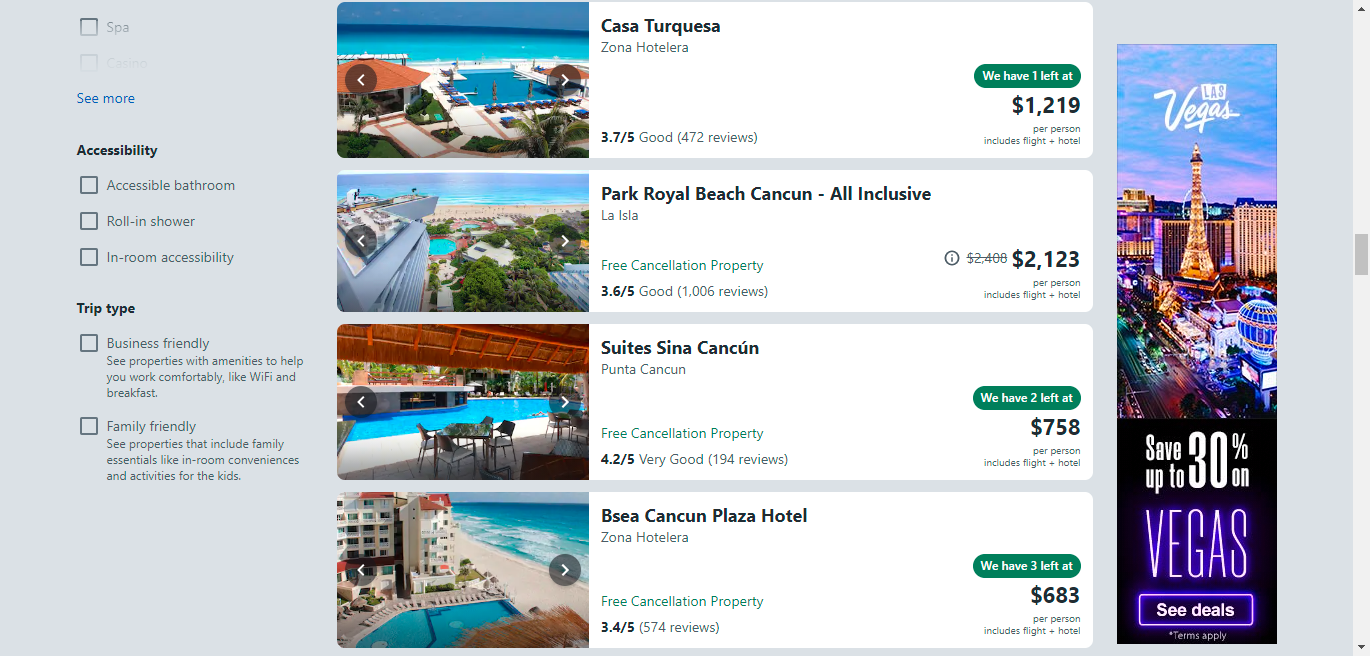 Spa
Casino
See more
Accessibility
Accessible bathroom
Roll-in shower
In-room accessibility
Trip type
Business friendly
See properties with amenities to help
you work comfortably, like WiFi and
breakfast.
Family friendly
See properties that include family
essentials like in-room conveniences
and activities for the kids.
Casa Turquesa
Zona Hotelera
We have 1 left at
$1,219
per person
includes flight + hotel
3.7/5 Good (472 reviews)
Park Royal Beach Cancun - All Inclusive
La Isla
Free Cancellation Property
$2,408 $2,123
per person
includes flight + hotel
3.6/5 Good (1,006 reviews)
Suites Sina Cancún
Punta Cancun
We have 2 left at
$758
Free Cancellation Property
per person
includes flight + hotel
4.2/5 Very Good (194 reviews)
Bsea Cancun Plaza Hotel
Zona Hotelera
We have 3 left at
$683
Free Cancellation Property
per person
includes flight + hotel
3.4/5 (574 reviews)
LAS
Vegas
Save
up to 30% on
VEGAS
See deals
*Terms apply